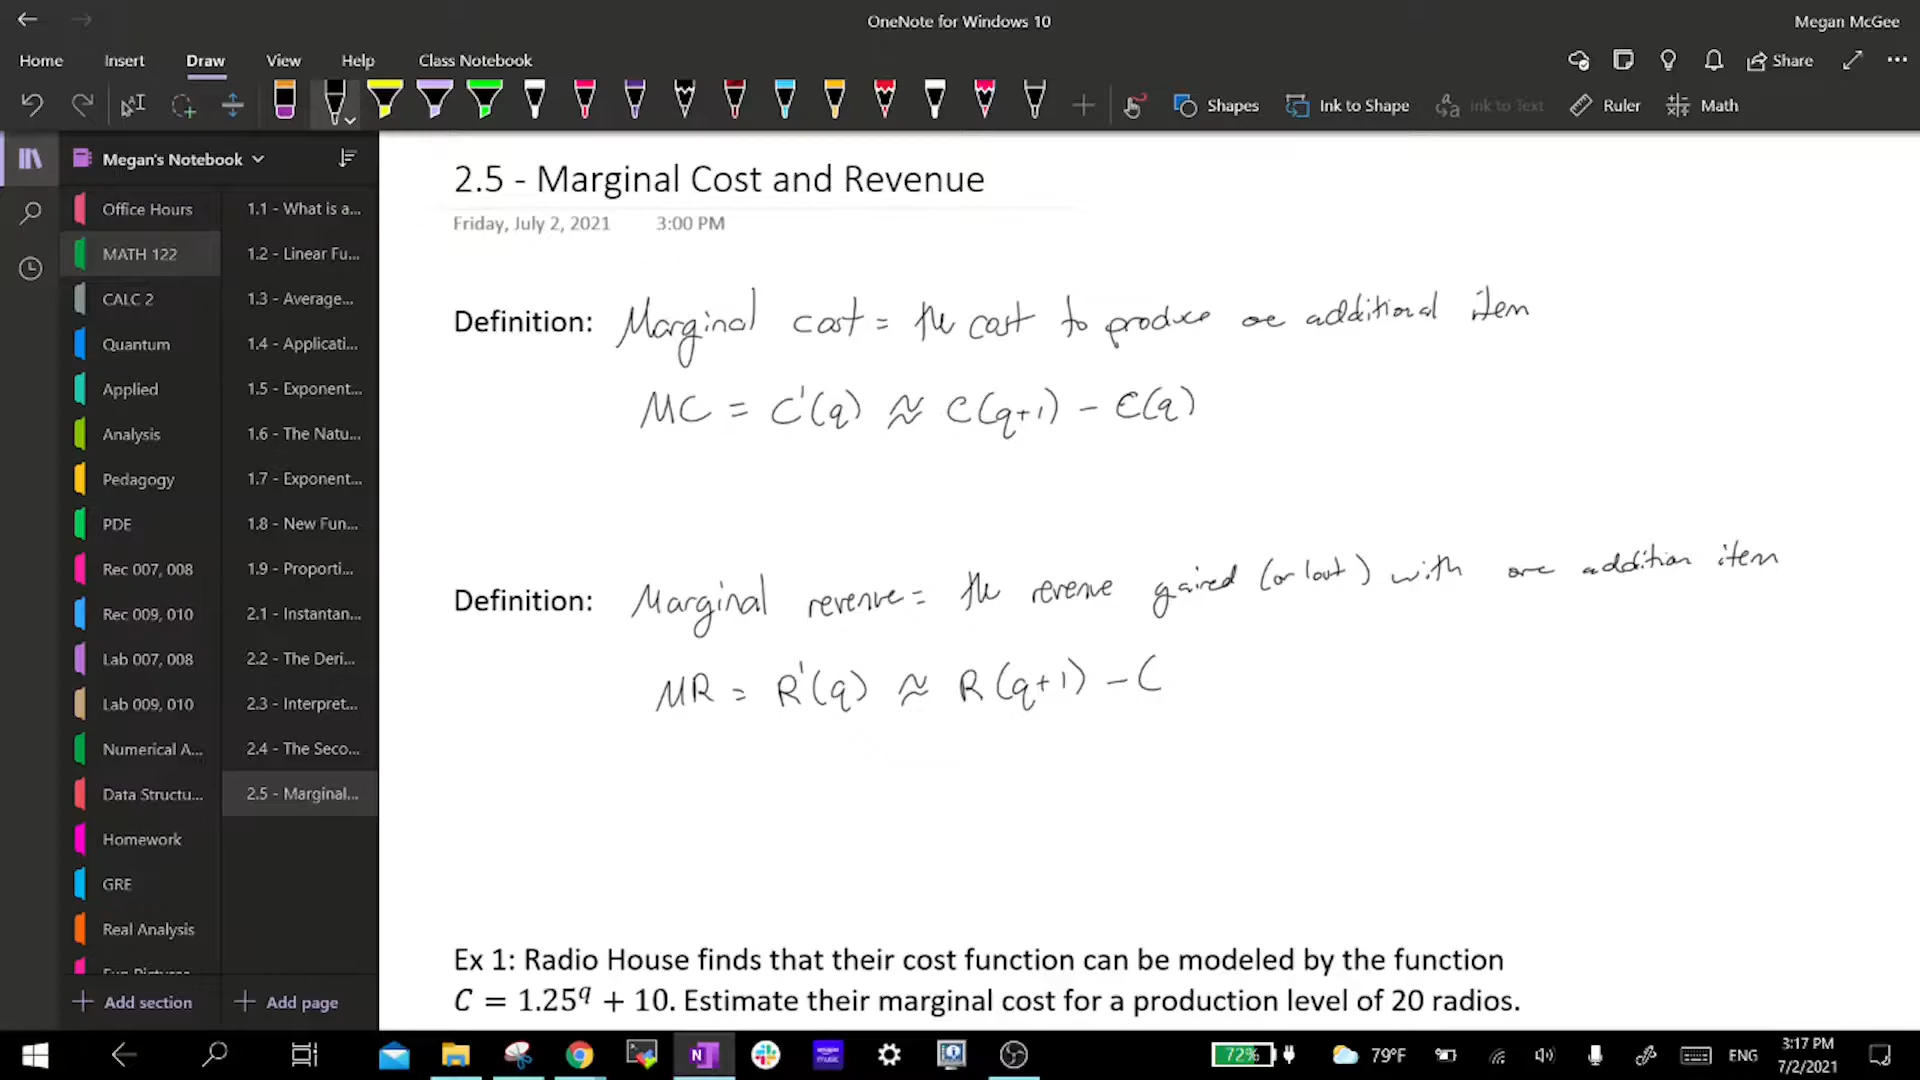 OneNote for Windows 10
Megan McGee
Home Insert Draw View Help Class Notebook
Share
Shapes Ink to Shape Ink to Text Ruler Math
Megan's Notebook
Office Hours
MATH 122
CALC 2
Quantum
Applied
Analysis
Pedagogy
PDE
Rec 007, 008
Rec 009, 010
Lab 007, 008
Lab 009, 010
Numerical A...
Data Structu...
Homework
GRE
Real Analysis
Add section
1.1 - What is a...
1.2 - Linear Fu...
1.3 - Average...
1.4 - Applicati...
1.5 - Exponent...
1.6 - The Natu...
1.7 - Exponent...
1.8 - New Fun...
1.9 - Proporti...
2.1 - Instantan...
2.2 - The Deri...
2.3 - Interpret...
2.4 - The Seco...
2.5 - Marginal...
Add page
2.5 - Marginal Cost and Revenue
Friday, July 2, 2021 3:00 PM
Definition: Marginal cost = the cost to produce one additional item
MC = C'(q) ≈ C(q+1) - C(q)
Definition: Marginal revenue = the revenue gained (or lost) with one addition item
MR = R'(q) ≈ R(q+1) - C
Ex 1: Radio House finds that their cost function can be modeled by the function
C = 1.25^q + 10. Estimate their marginal cost for a production level of 20 radios.
72% 79°F ENG 3:17 PM
7/2/2021